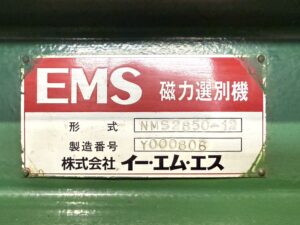 EMS 磁力選別機
形式 NMS2850-12
製造番号 Y000808
株式会社 イー・エム・エス